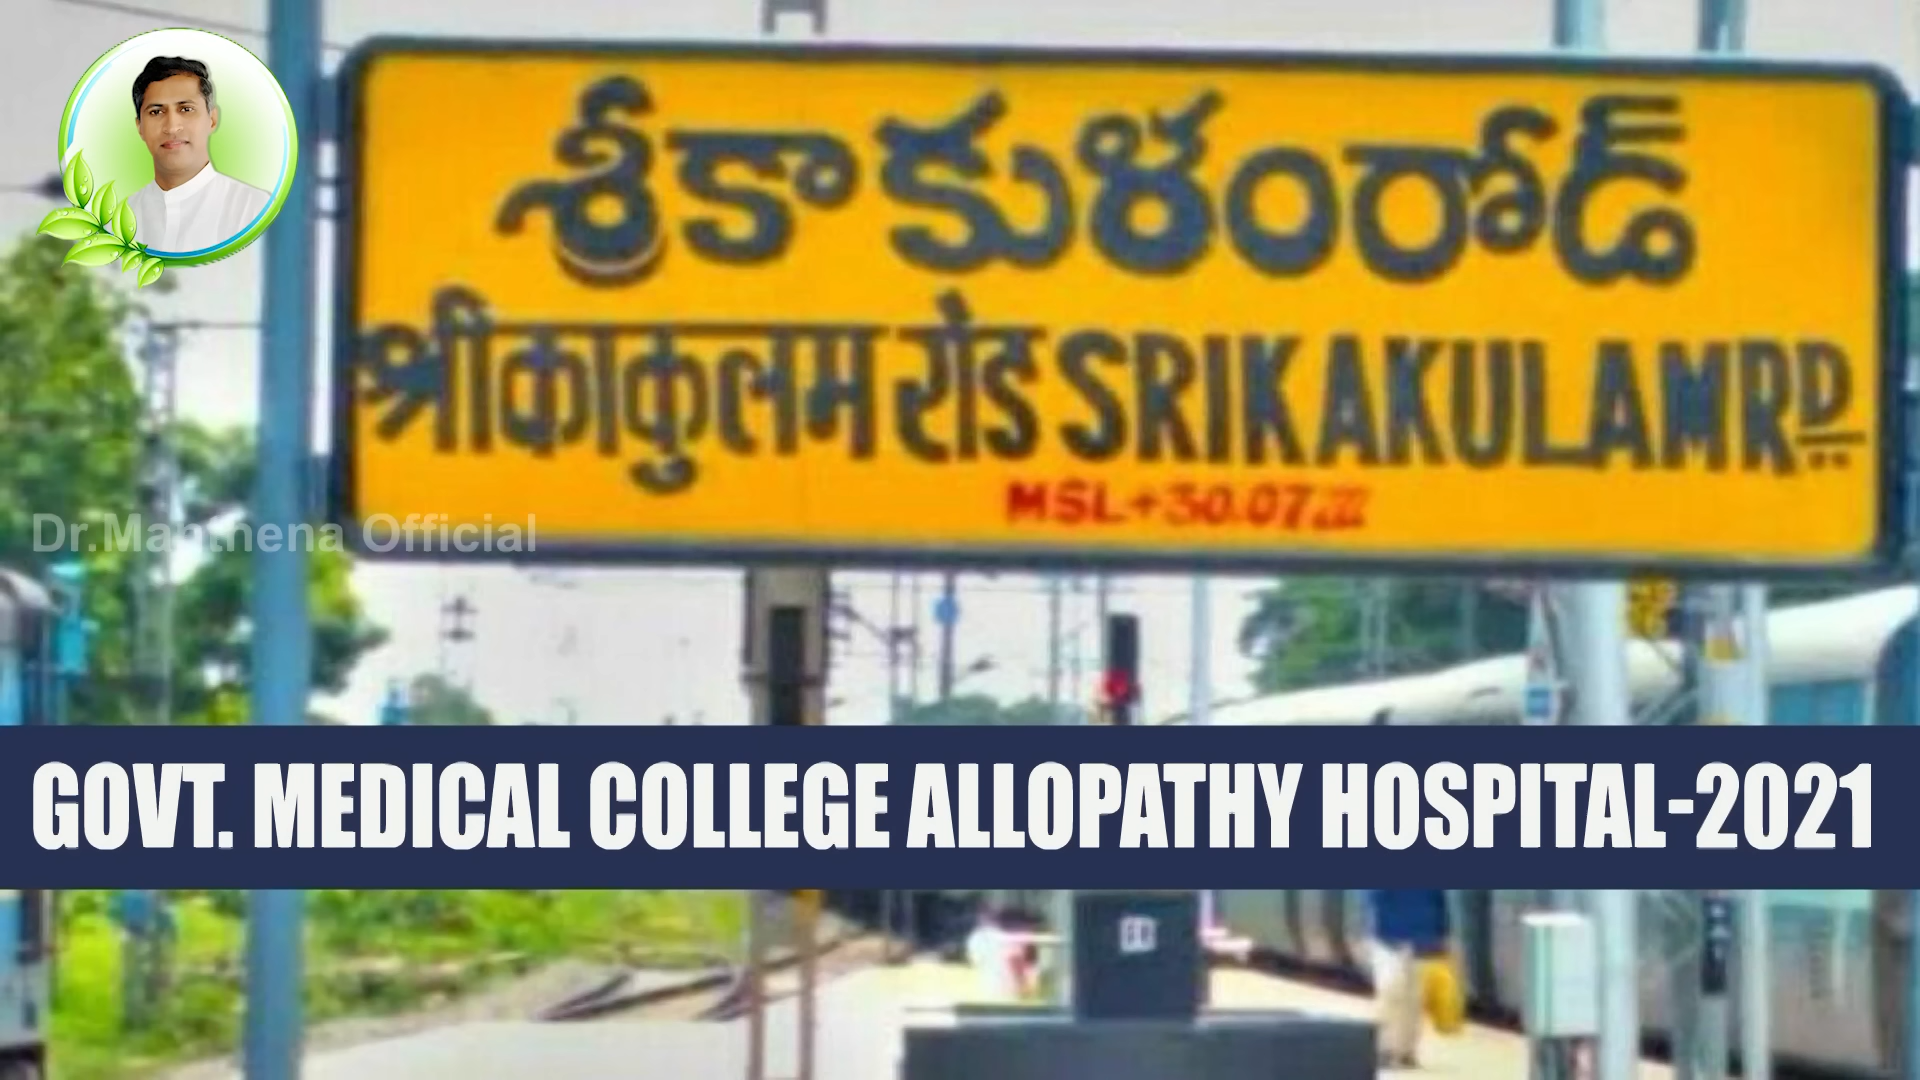 శ్రీకాకుళంరోడ్
श्रीकाकुलम रोड SRIKAKULAM RD
MSL+30.07
Dr.Manthena Official
GOVT. MEDICAL COLLEGE ALLOPATHY HOSPITAL-2021